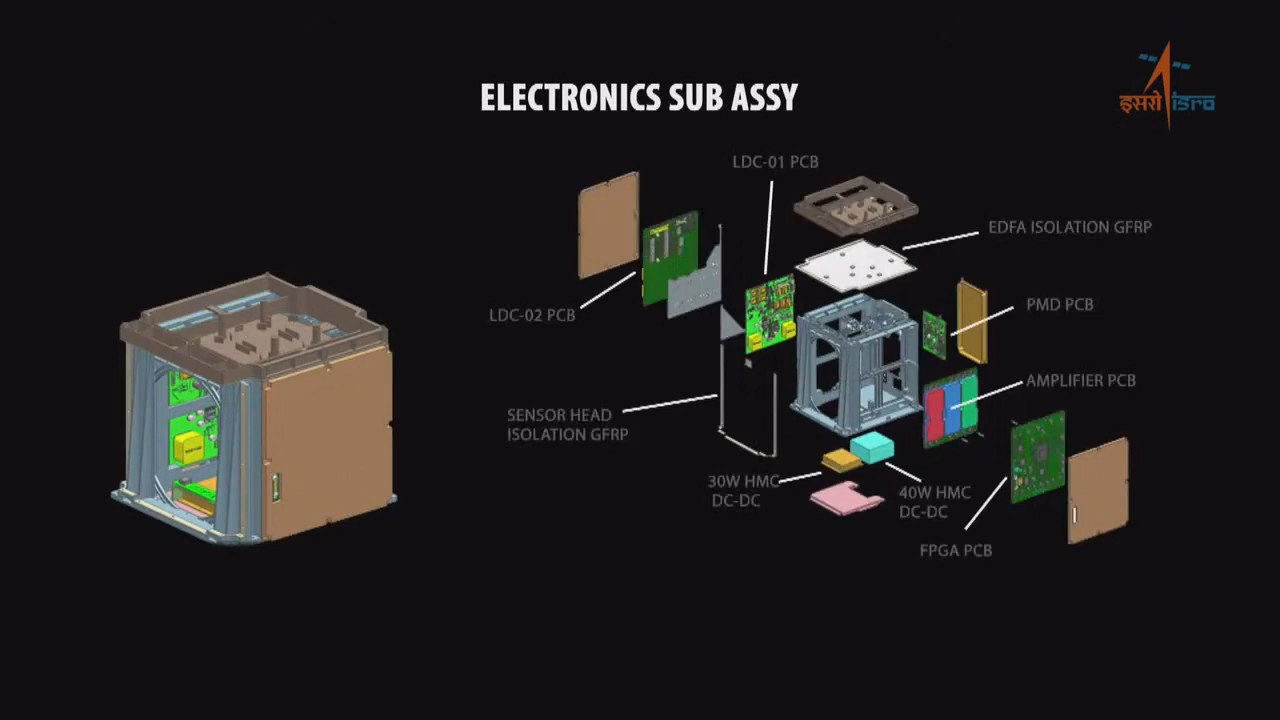 ELECTRONICS SUB ASSY
इसरो isro
LDC-01 PCB
EDFA ISOLATION GFRP
LDC-02 PCB
PMD PCB
AMPLIFIER PCB
SENSOR HEAD
ISOLATION GFRP
30W HMC
DC-DC
40W HMC
DC-DC
FPGA PCB